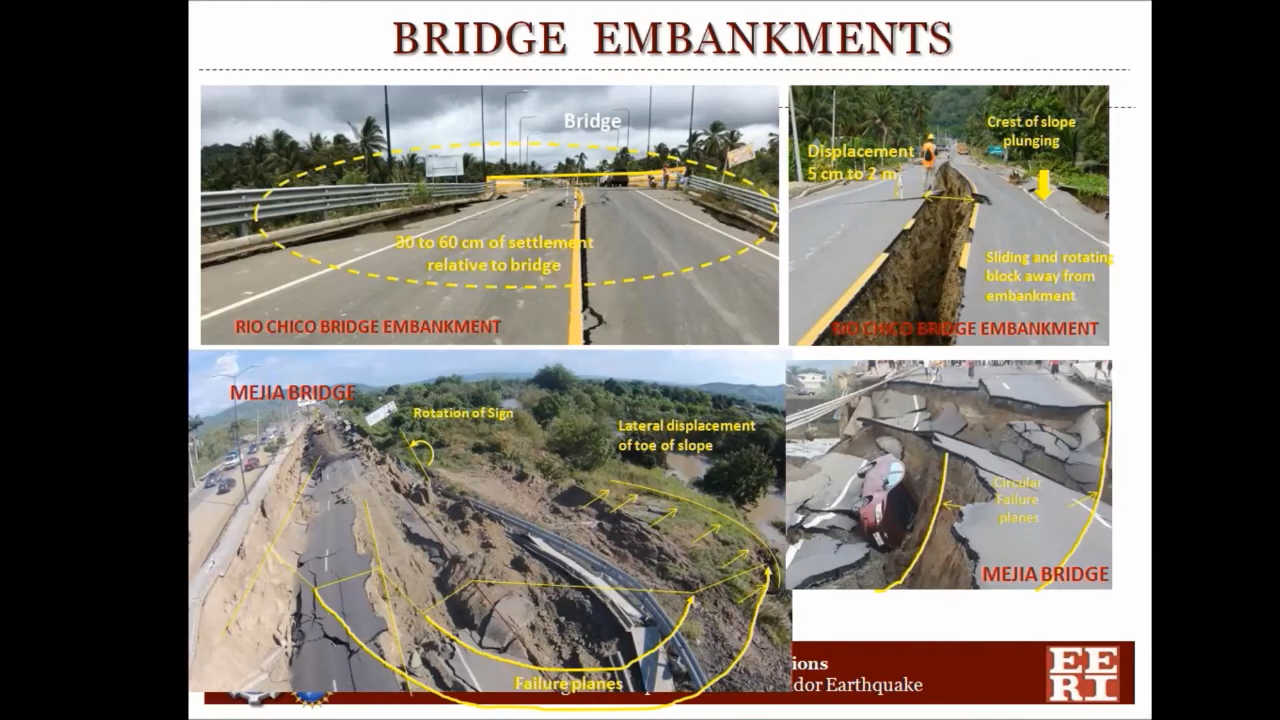 BRIDGE EMBANKMENTS
Bridge
30 to 60 cm of settlement
relative to bridge
RIO CHICO BRIDGE EMBANKMENT
Displacement
5 cm to 2 m
Crest of slope
plunging
Sliding and rotating
block away from
embankment
RIO CHICO BRIDGE EMBANKMENT
MEJIA BRIDGE
Rotation of Sign
Lateral displacement
of toe of slope
Failure planes
Circular
Failure
planes
MEJIA BRIDGE
ions
dor Earthquake
EE
RI